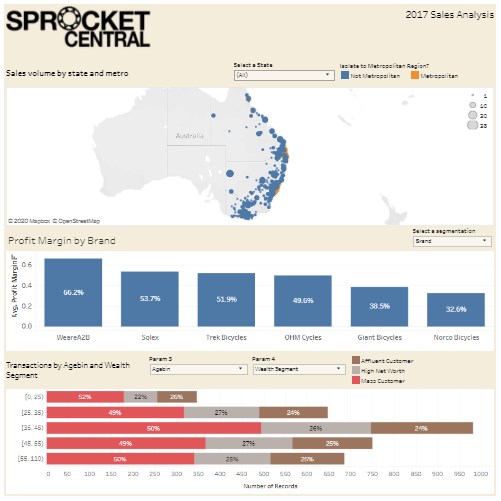 SPROCKET
CENTRAL
2017 Sales Analysis
Sales volume by state and metro
Select a State
(All)
Isolate to Metropolitan Region?
Not Metropolitan
Metropolitan
Australia
1
10
20
28
© 2020 Mapbox © OpenStreetMap
Profit Margin by Brand
Select a segmentation
Brand
Avg. Profit Margin
0.6
0.4
0.2
0.0
66.2%
53.7%
51.9%
49.6%
38.5%
32.6%
WeareA2B
Solex
Trek Bicycles
OHM Cycles
Giant Bicycles
Norco Bicycles
Transactions by Agebin and Wealth
Segment
Param 3
Agebin
Param 4
Wealth Segment
Affluent Customer
High Net Worth
Mass Customer
[0, 25) 52% 22% 26%
[25, 35) 49% 27% 24%
[35, 45) 50% 26% 24%
[45, 55) 49% 27% 25%
[55, 110) 50% 25% 25%
0 50 100 150 200 250 300 350 400 450 500 550 600 650 700 750 800 850 900 950 1000
Number of Records